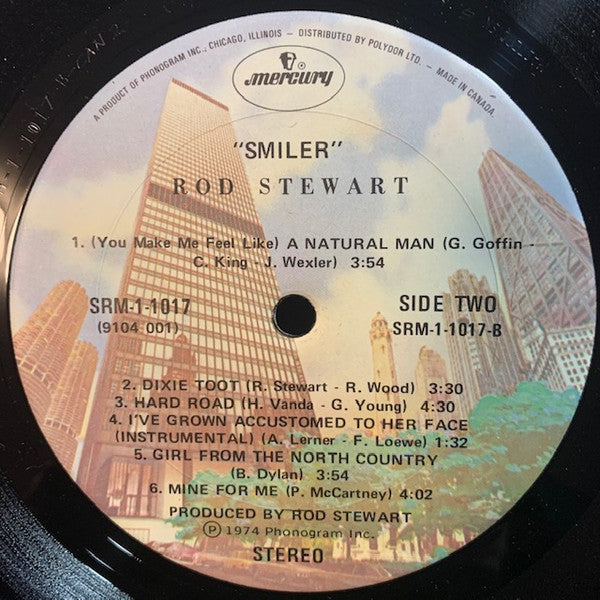 A PRODUCT OF PHONOGRAM INC., CHICAGO, ILLINOIS - DISTRIBUTED BY POLYDOR LTD. - MADE IN CANADA.
mercury
"SMILER"
ROD STEWART
1. (You Make Me Feel Like) A NATURAL MAN (G. Goffin -
C. King - J. Wexler) 3:54
SRM-1-1017
(9104 001)
SIDE TWO
SRM-1-1017-B
2. DIXIE TOOT (R. Stewart - R. Wood) 3:30
3. HARD ROAD (H. Vanda - G. Young) 4:30
4. I'VE GROWN ACCUSTOMED TO HER FACE
(INSTRUMENTAL) (A. Lerner - F. Loewe) 1:32
5. GIRL FROM THE NORTH COUNTRY
(B. Dylan) 3:54
6. MINE FOR ME (P. McCartney) 4:02
PRODUCED BY ROD STEWART
Ⓟ 1974 Phonogram Inc.
STEREO